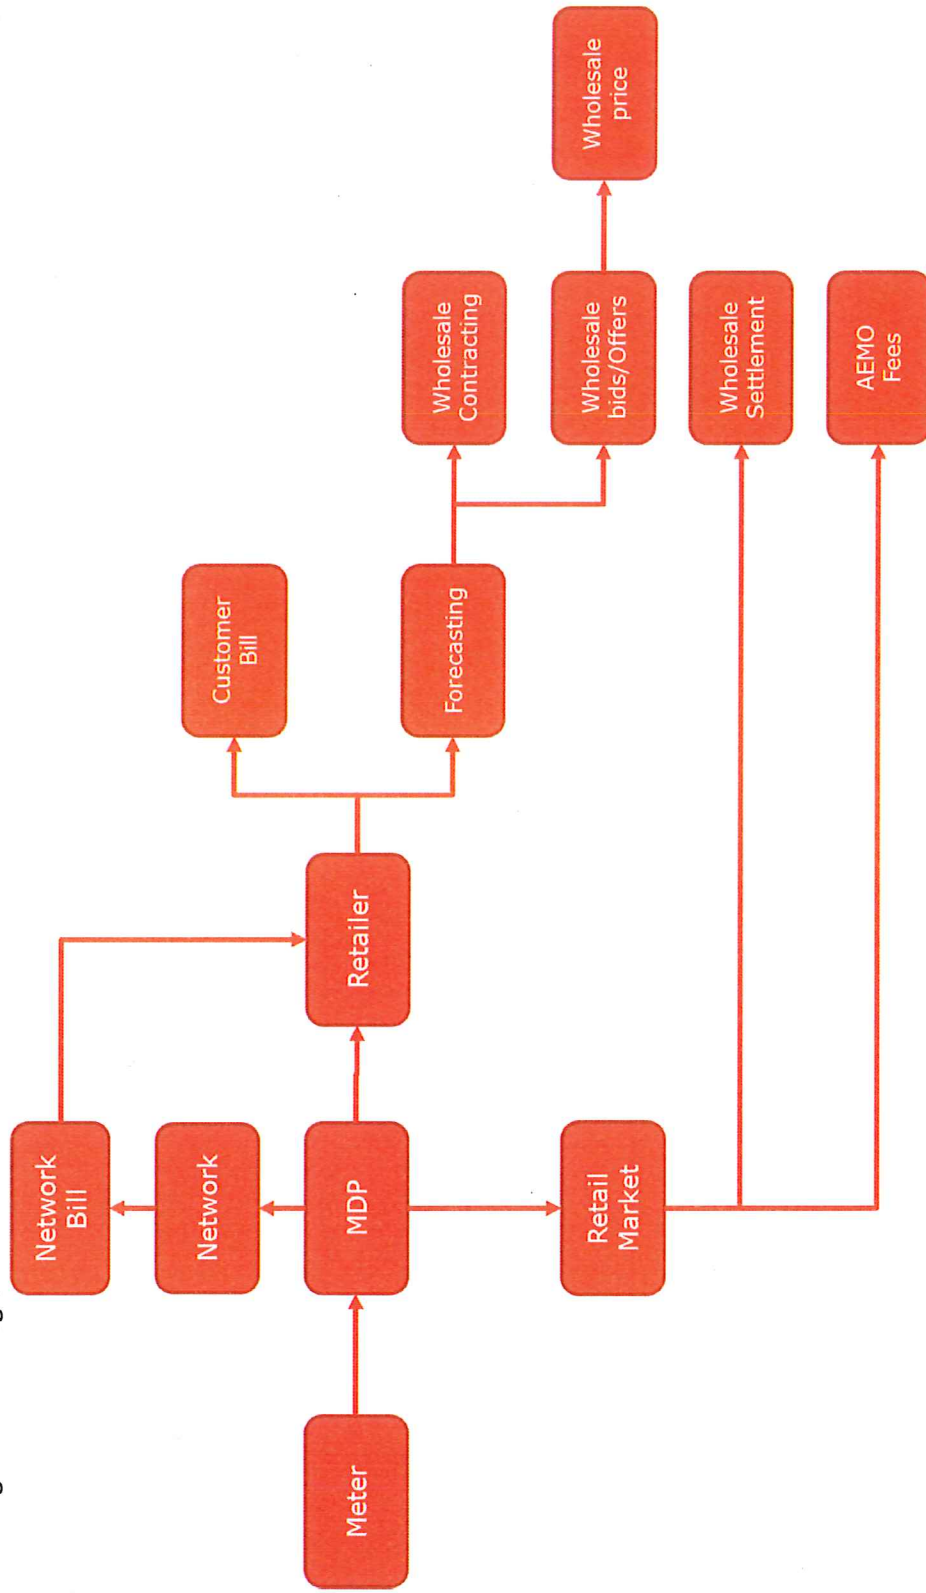 Network
Bill
Network
Meter
MDP
Retailer
Customer
Bill
Forecasting
Wholesale
Contracting
Wholesale
bids/Offers
Wholesale
price
Retail
Market
Wholesale
Settlement
AEMO
Fees